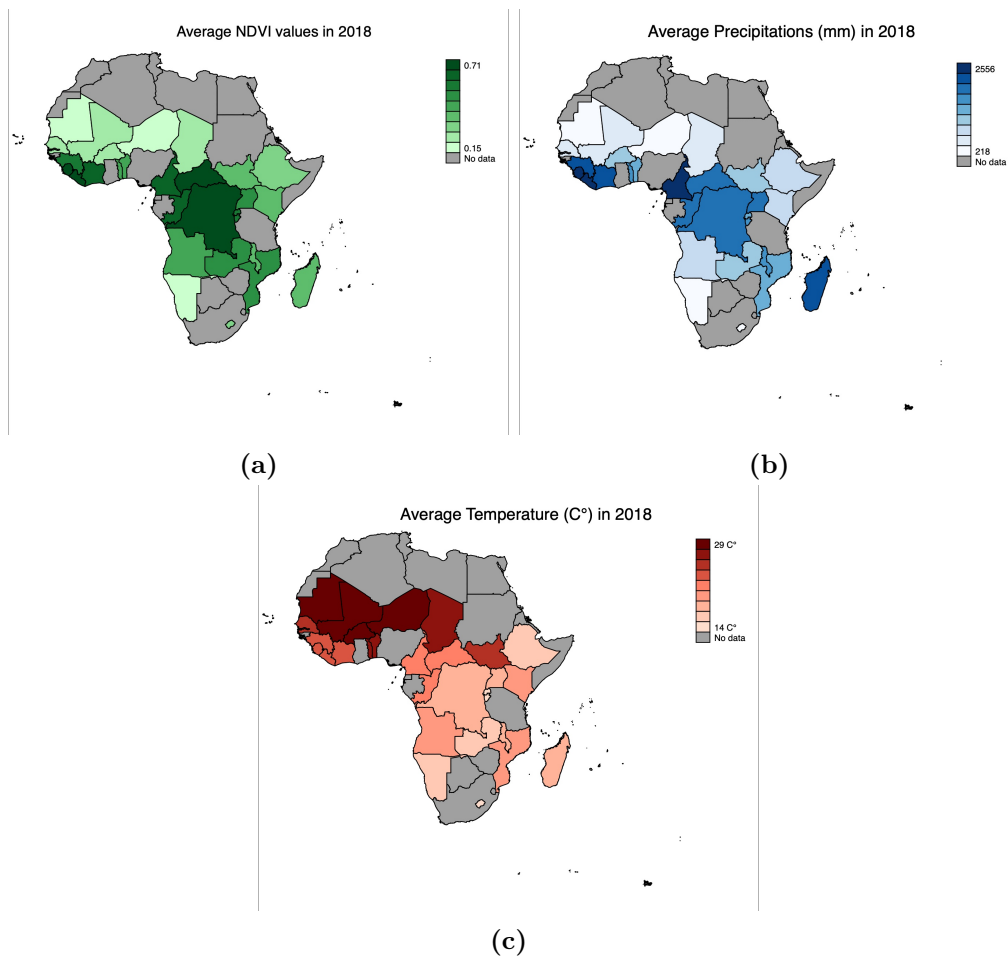 Average NDVI values in 2018
0.71
0.15
No data
(a)
Average Precipitations (mm) in 2018
2556
218
No data
(b)
Average Temperature (C°) in 2018
29 C°
14 C°
No data
(c)